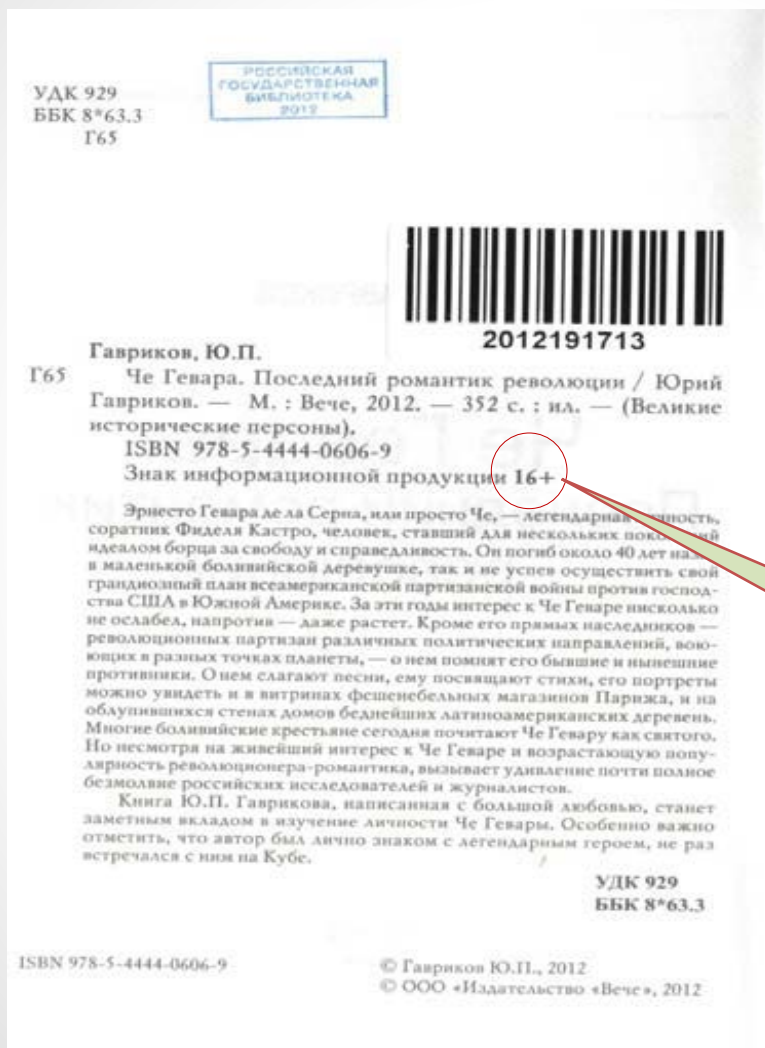 УДК 929
ББК 8*63.3
Г65
РОССИЙСКАЯ
ГОСУДАРСТВЕННАЯ
БИБЛИОТЕКА
2012
2012191713
Гавриков, Ю.П.
Г65 Че Гевара. Последний романтик революции / Юрий
Гавриков. — М. : Вече, 2012. — 352 с. : ил. — (Великие
исторические персоны).
ISBN 978-5-4444-0606-9
Знак информационной продукции 16+
Эрнесто Гевара де ла Серна, или просто Че, — легендарная личность,
соратник Фиделя Кастро, человек, ставший для нескольких поколений
идеалом борца за свободу и справедливость. Он погиб около 40 лет назад
в маленькой боливийской деревушке, так и не успев осуществить свой
грандиозный план всеамериканской партизанской войны против господ-
ства США в Южной Америке. За эти годы интерес к Че Геваре нисколько
не ослабел, напротив — даже растет. Кроме его прямых наследников —
революционных партизан различных политических направлений, вою-
ющих в разных точках планеты, — о нем помнят его бывшие и нынешние
противники. О нем слагают песни, ему посвящают стихи, его портреты
можно увидеть и в витринах фешенебельных магазинов Парижа, и на
облупившихся стенах домов беднейших латиноамериканских деревень.
Многие боливийские крестьяне сегодня почитают Че Гевару как святого.
Но несмотря на живейший интерес к Че Геваре и возрастающую попу-
лярность революционера-романтика, вызывает удивление почти полное
безмолвие российских исследователей и журналистов.
Книга Ю.П. Гаврикова, написанная с большой любовью, станет
заметным вкладом в изучение личности Че Гевары. Особенно важно
отметить, что автор был лично знаком с легендарным героем, не раз
встречался с ним на Кубе.
УДК 929
ББК 8*63.3
ISBN 978-5-4444-0606-9
© Гавриков Ю.П., 2012
© ООО «Издательство «Вече», 2012